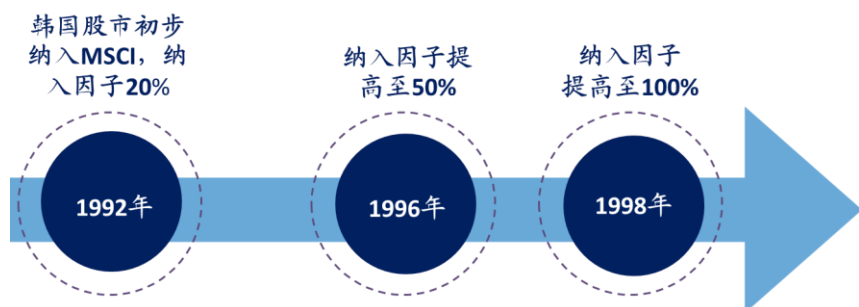 韩国股市初步
纳入MSCI，纳
入因子20%
纳入因子提
高至50%
纳入因子
提高至100%
1992年
1996年
1998年